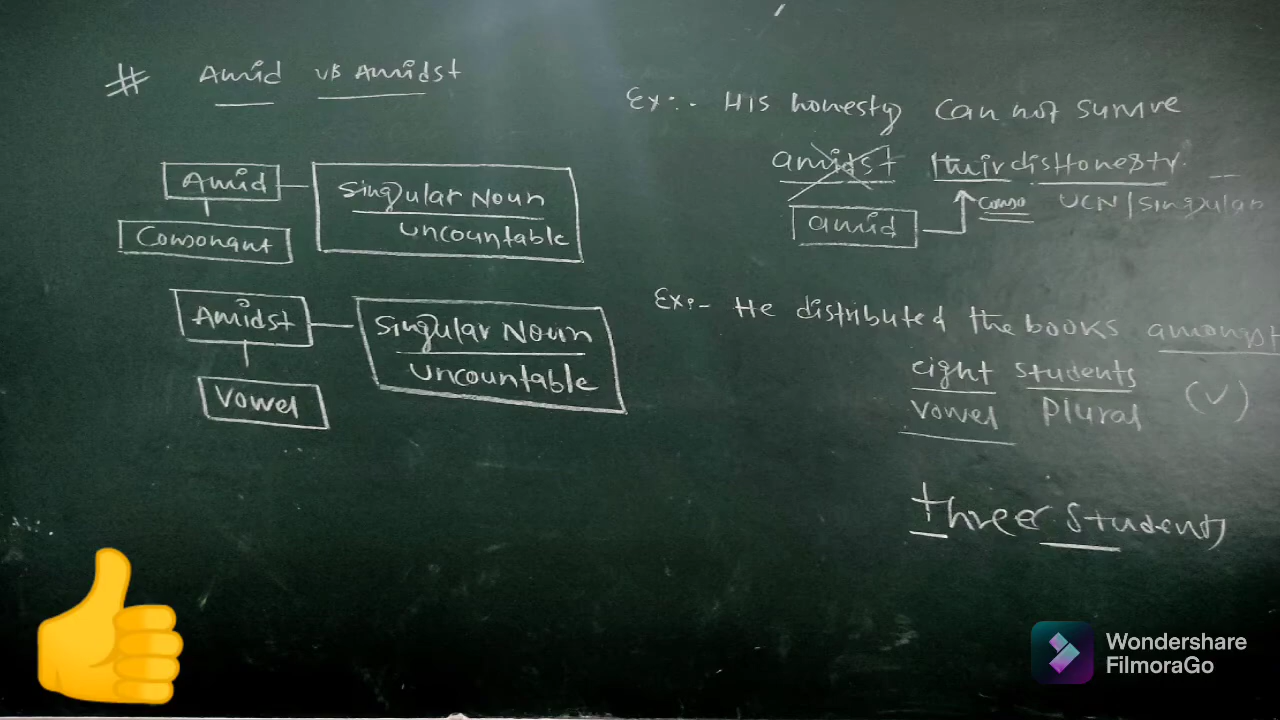 # Amid vs Amidst
Amid
Singular Noun
Uncountable
Consonant
Amidst
Singular Noun
Uncountable
Vowel
Ex:- His honesty can not survive
amidst their dishonesty.
amid
Conso UCN/Singular
Ex:- He distributed the books amongst
eight students
vowel Plural (✓)
three students
Wondershare
FilmoraGo